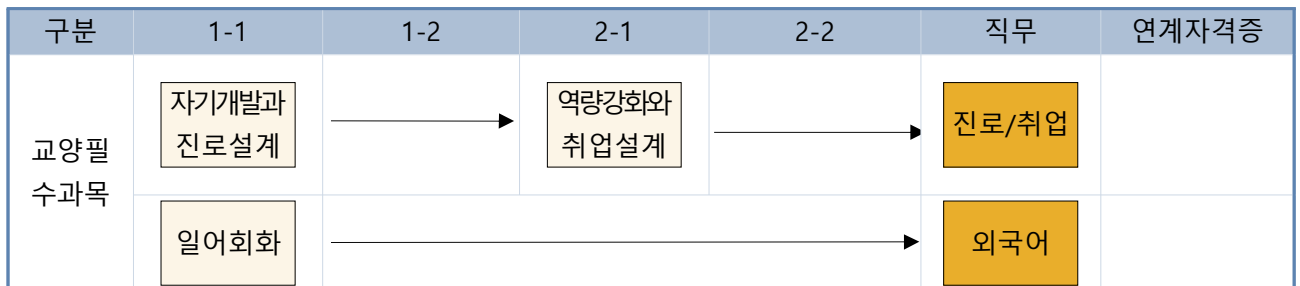 구분 1-1 1-2 2-1 2-2 직무 연계자격증
교양필
수과목
자기개발과
진로설계
역량강화와
취업설계
진로/취업
일어회화
외국어